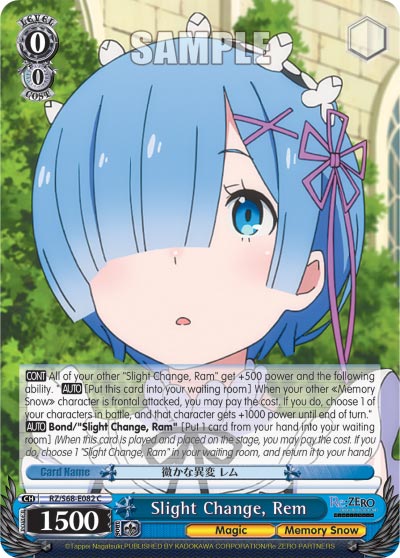 SAMPLE
LEVEL
0
0
COST
CONT All of your other "Slight Change, Ram" get +500 power and the following
ability. "AUTO [Put this card into your waiting room] When your other «Memory
Snow» character is frontal attacked, you may pay the cost. If you do, choose 1 of
your characters in battle, and that character gets +1000 power until end of turn."
AUTO Bond/"Slight Change, Ram" [Put 1 card from your hand into your waiting
room] (When this card is played and placed on the stage, you may pay the cost. If
you do, choose 1 "Slight Change, Ram" in your waiting room, and return it to your hand)
Card Name
微かな異変 レム
CH
RZ/S68-E082 C
POWER
1500
SOUL
Slight Change, Rem
Re:ZERO
Magic
Memory Snow
©Tappei Nagatsuki,PUBLISHED BY KADOKAWA CORPORATION/Re:ZERO PARTNERS